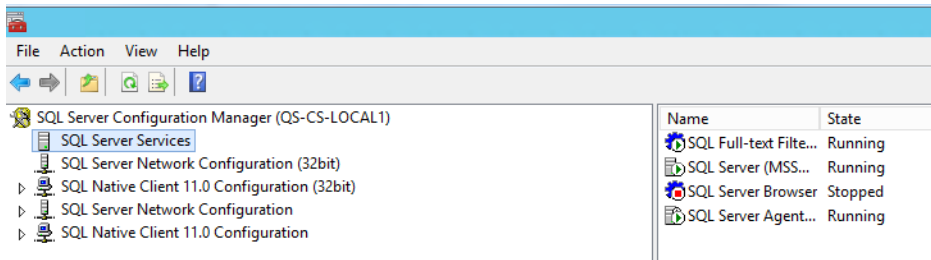 File Action View Help
SQL Server Configuration Manager (QS-CS-LOCAL1)
SQL Server Services
SQL Server Network Configuration (32bit)
SQL Native Client 11.0 Configuration (32bit)
SQL Server Network Configuration
SQL Native Client 11.0 Configuration
Name State
SQL Full-text Filte... Running
SQL Server (MSS... Running
SQL Server Browser Stopped
SQL Server Agent... Running